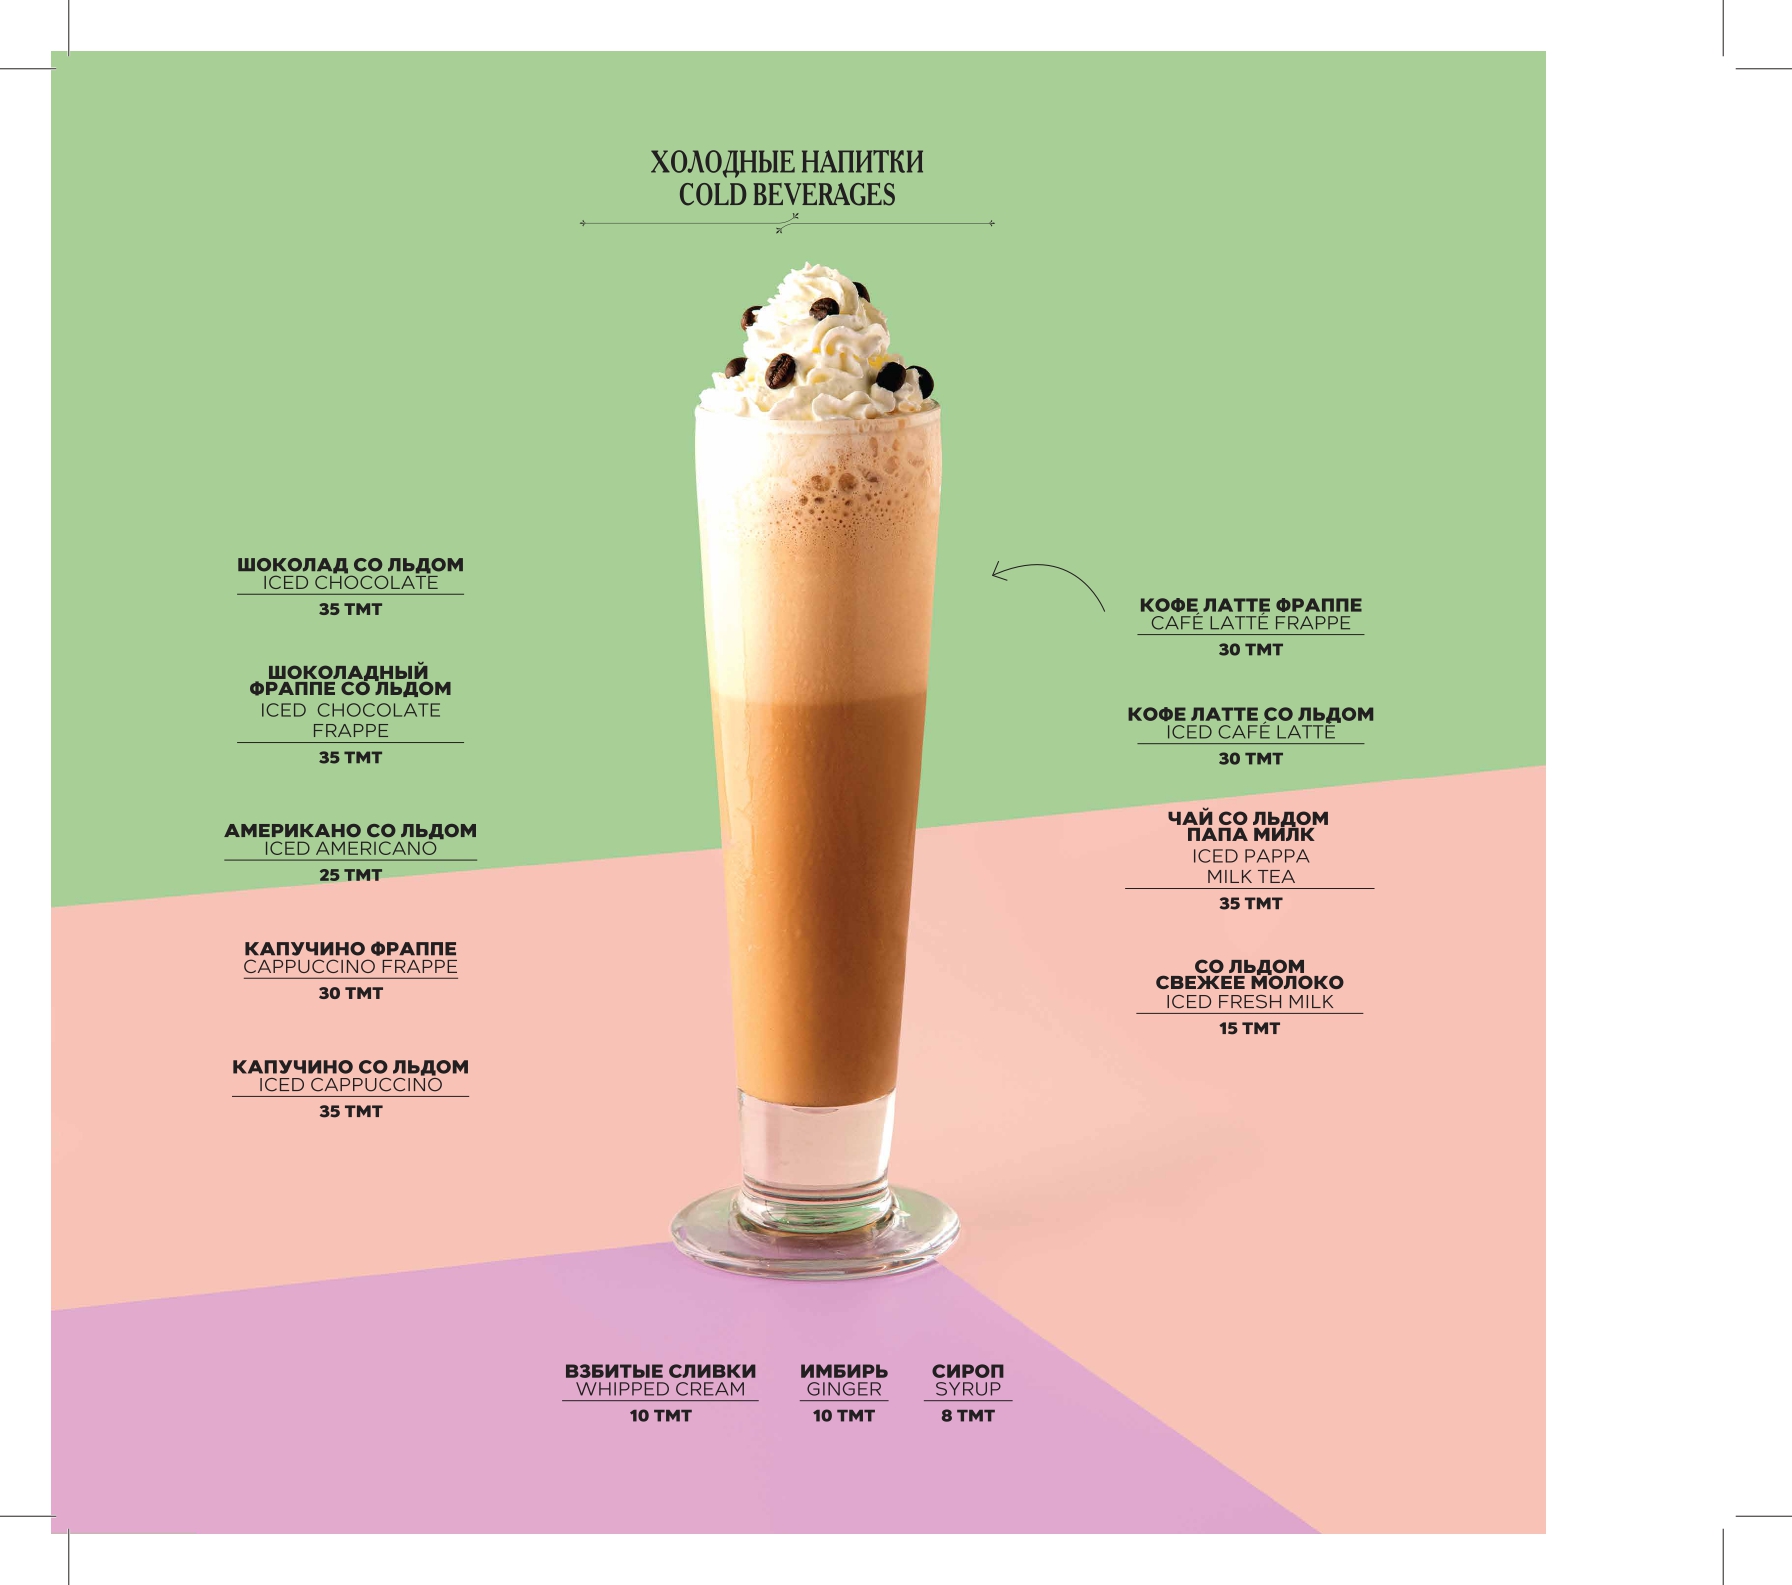 ХОЛОДНЫЕ НАПИТКИ
COLD BEVERAGES
ШОКОЛАД СО ЛЬДОМ
ICED CHOCOLATE
35 TMT
ШОКОЛАДНЫЙ
ФРАППЕ СО ЛЬДОМ
ICED CHOCOLATE
FRAPPE
35 TMT
АМЕРИКАНО СО ЛЬДОМ
ICED AMERICANO
25 TMT
КАПУЧИНО ФРАППЕ
CAPPUCCINO FRAPPE
30 TMT
КАПУЧИНО СО ЛЬДОМ
ICED CAPPUCCINO
35 TMT
КОФЕ ЛАТТЕ ФРАППЕ
CAFÉ LATTÉ FRAPPE
30 TMT
КОФЕ ЛАТТЕ СО ЛЬДОМ
ICED CAFÉ LATTÉ
30 TMT
ЧАЙ СО ЛЬДОМ
ПАПА МИЛК
ICED PAPPA
MILK TEA
35 TMT
СО ЛЬДОМ
СВЕЖЕЕ МОЛОКО
ICED FRESH MILK
15 TMT
ВЗБИТЫЕ СЛИВКИ
WHIPPED CREAM
10 TMT
ИМБИРЬ
GINGER
10 TMT
СИРОП
SYRUP
8 TMT